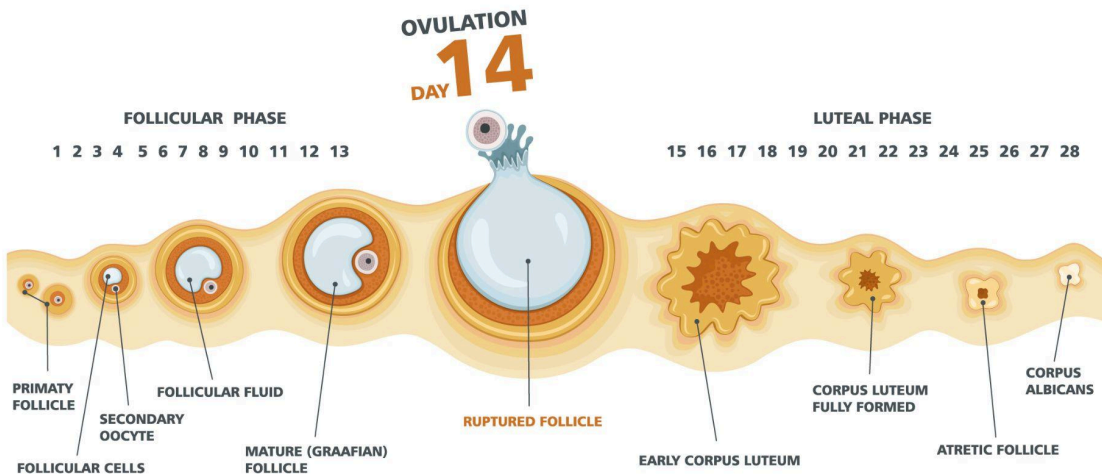 OVULATION
DAY 14
FOLLICULAR PHASE
1 2 3 4 5 6 7 8 9 10 11 12 13
LUTEAL PHASE
15 16 17 18 19 20 21 22 23 24 25 26 27 28
PRIMATY
FOLLICLE
FOLLICULAR CELLS
SECONDARY
OOCYTE
FOLLICULAR FLUID
MATURE (GRAAFIAN)
FOLLICLE
RUPTURED FOLLICLE
EARLY CORPUS LUTEUM
CORPUS LUTEUM
FULLY FORMED
ATRETIC FOLLICLE
CORPUS
ALBICANS